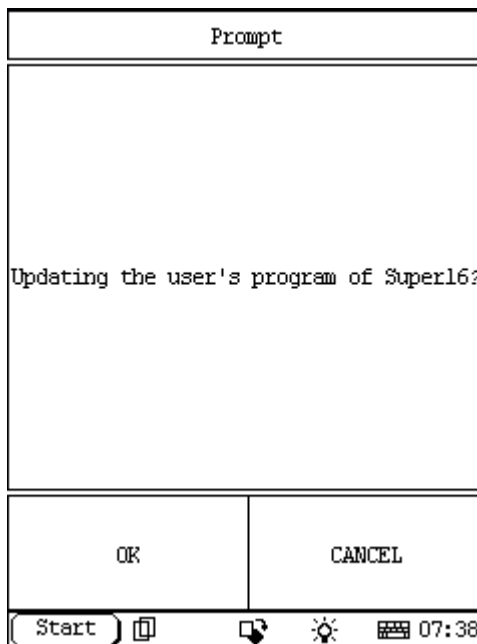 Prompt
Updating the user's program of Super16?
OK
CANCEL
Start
07:38